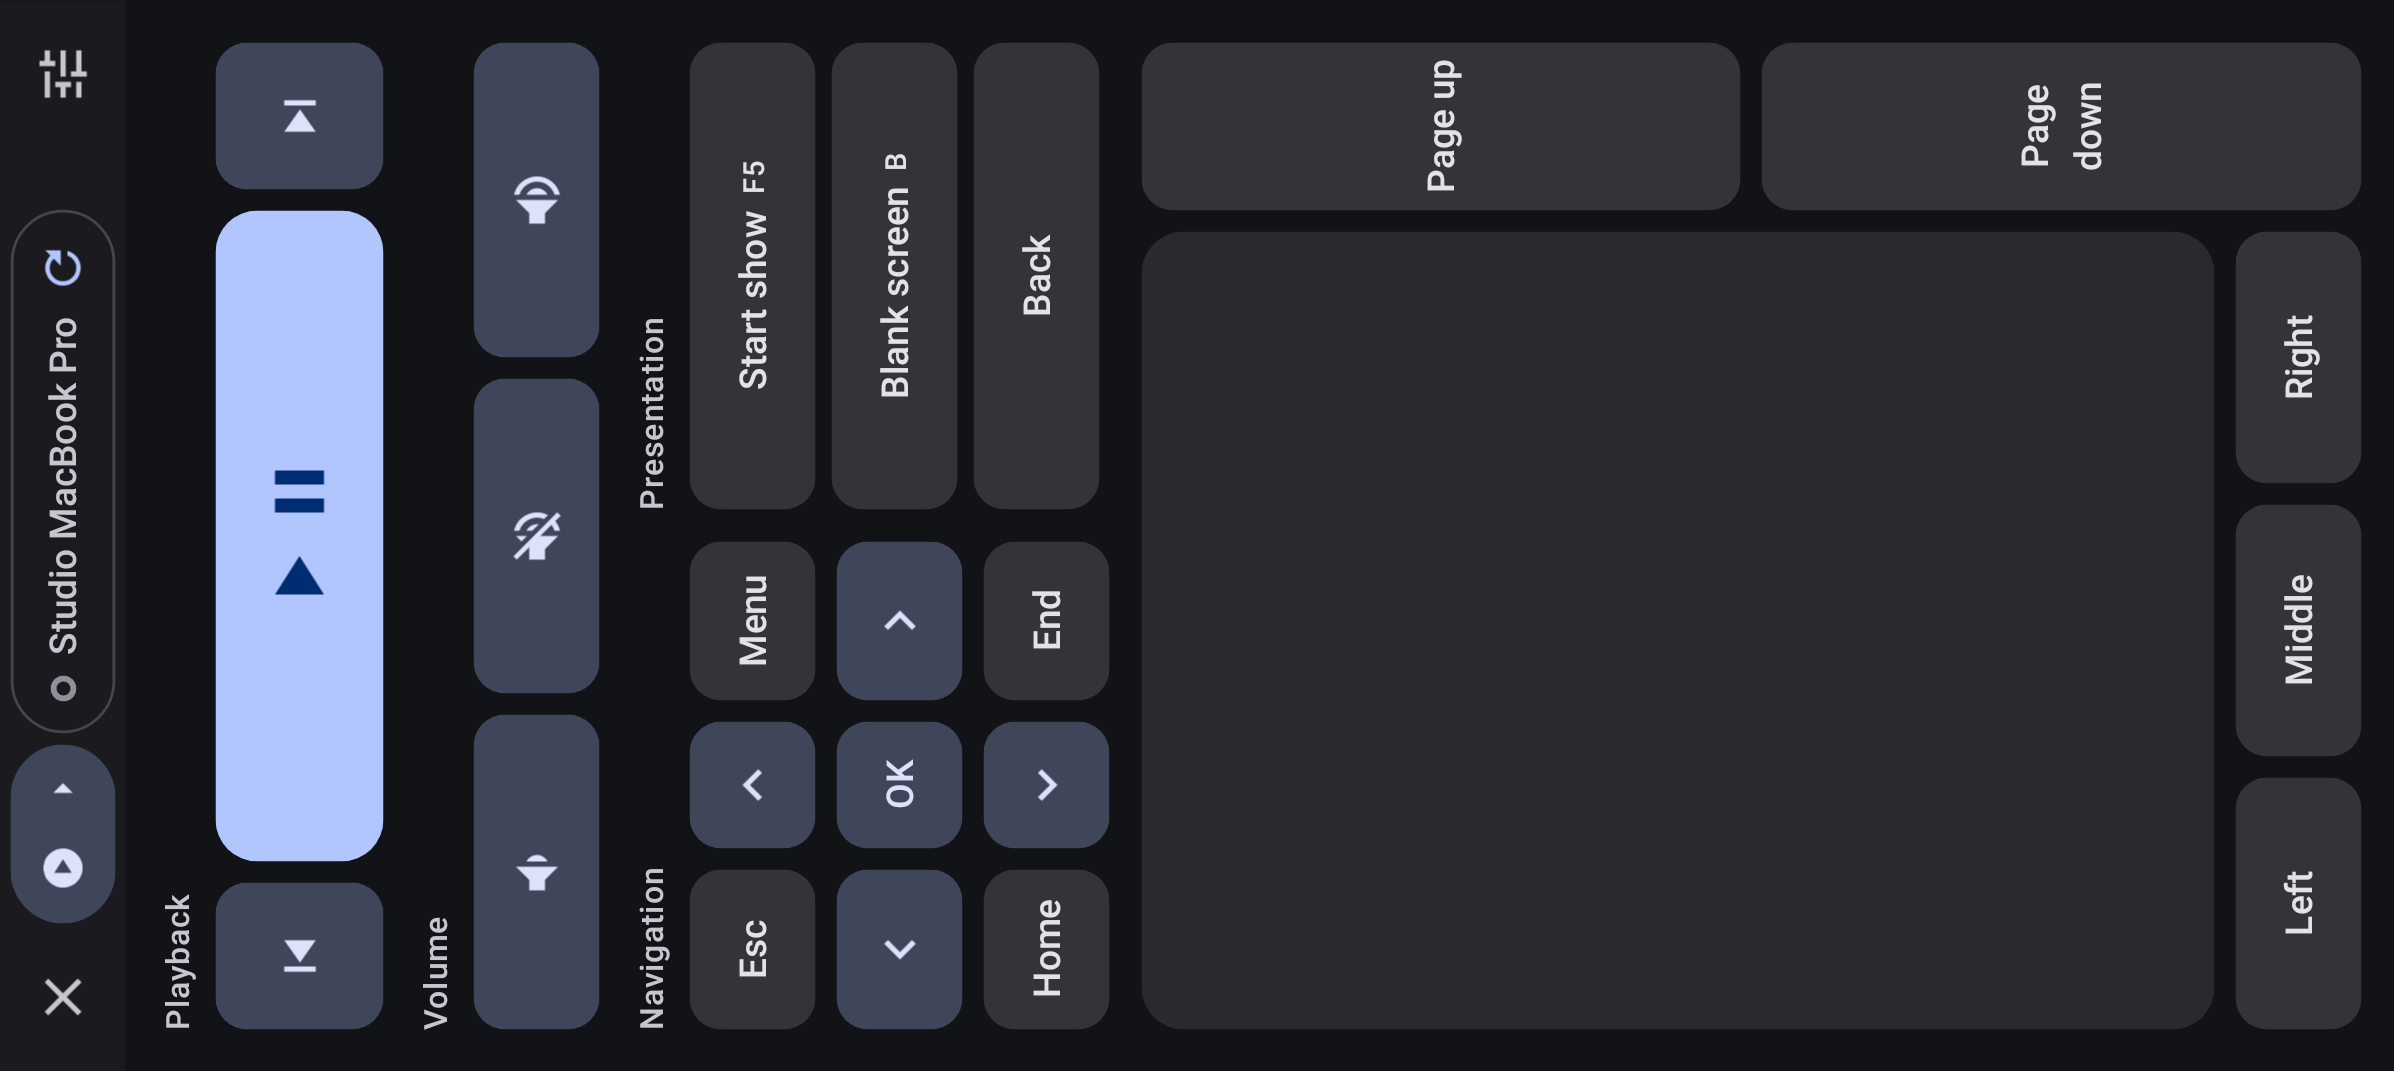 Studio MacBook Pro
Playback
Volume
Navigation
Presentation
Esc
Menu
Start show F5
OK
Blank screen B
Home
End
Back
Page up
Page
down
Left
Middle
Right